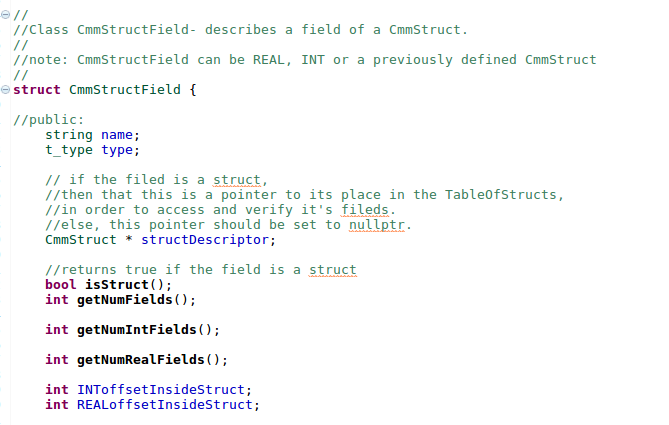 //
//Class CmmStructField- describes a field of a CmmStruct.
//
//note: CmmStructField can be REAL, INT or a previously defined CmmStruct
//
struct CmmStructField {
//public:
string name;
t_type type;
// if the filed is a struct,
//then that this is a pointer to its place in the TableOfStructs,
//in order to access and verify it's fileds.
//else, this pointer should be set to nullptr.
CmmStruct * structDescriptor;
//returns true if the field is a struct
bool isStruct();
int getNumFields();
int getNumIntFields();
int getNumRealFields();
int INToffsetInsideStruct;
int REALoffsetInsideStruct;